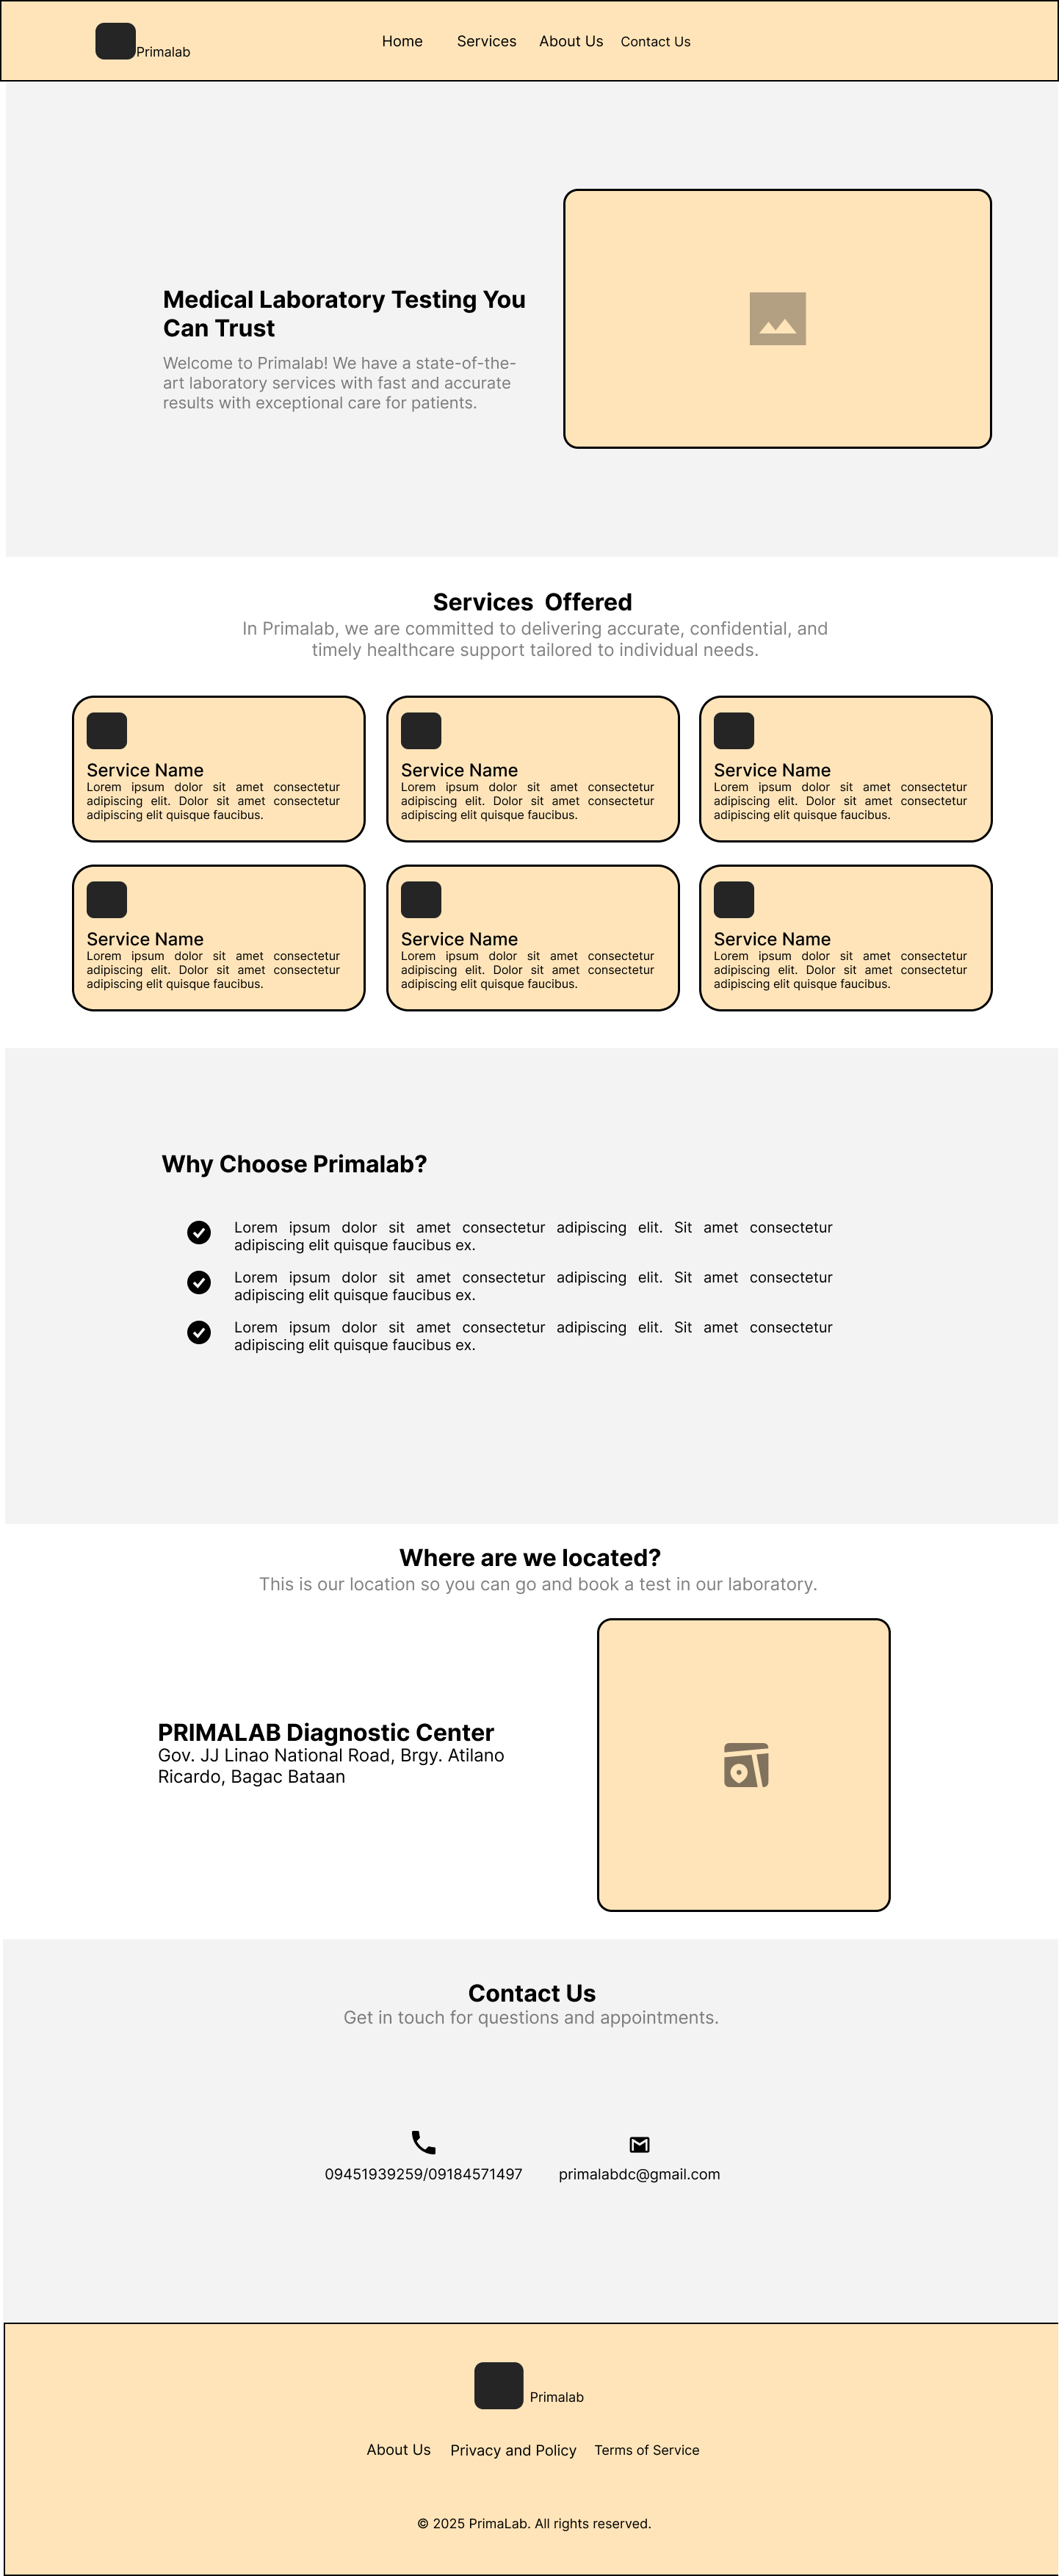 Primalab
Home Services About Us Contact Us
Medical Laboratory Testing You
Can Trust
Welcome to Primalab! We have a state-of-the-
art laboratory services with fast and accurate
results with exceptional care for patients.
Services Offered
In Primalab, we are committed to delivering accurate, confidential, and
timely healthcare support tailored to individual needs.
Service Name
Lorem ipsum dolor sit amet consectetur
adipiscing elit. Dolor sit amet consectetur
adipiscing elit quisque faucibus.
Service Name
Lorem ipsum dolor sit amet consectetur
adipiscing elit. Dolor sit amet consectetur
adipiscing elit quisque faucibus.
Service Name
Lorem ipsum dolor sit amet consectetur
adipiscing elit. Dolor sit amet consectetur
adipiscing elit quisque faucibus.
Service Name
Lorem ipsum dolor sit amet consectetur
adipiscing elit. Dolor sit amet consectetur
adipiscing elit quisque faucibus.
Service Name
Lorem ipsum dolor sit amet consectetur
adipiscing elit. Dolor sit amet consectetur
adipiscing elit quisque faucibus.
Service Name
Lorem ipsum dolor sit amet consectetur
adipiscing elit. Dolor sit amet consectetur
adipiscing elit quisque faucibus.
Why Choose Primalab?
Lorem ipsum dolor sit amet consectetur adipiscing elit. Sit amet consectetur
adipiscing elit quisque faucibus ex.
Lorem ipsum dolor sit amet consectetur adipiscing elit. Sit amet consectetur
adipiscing elit quisque faucibus ex.
Lorem ipsum dolor sit amet consectetur adipiscing elit. Sit amet consectetur
adipiscing elit quisque faucibus ex.
Where are we located?
This is our location so you can go and book a test in our laboratory.
PRIMALAB Diagnostic Center
Gov. JJ Linao National Road, Brgy. Atilano
Ricardo, Bagac Bataan
Contact Us
Get in touch for questions and appointments.
09451939259/09184571497
primalabdc@gmail.com
Primalab
About Us Privacy and Policy Terms of Service
© 2025 PrimaLab. All rights reserved.